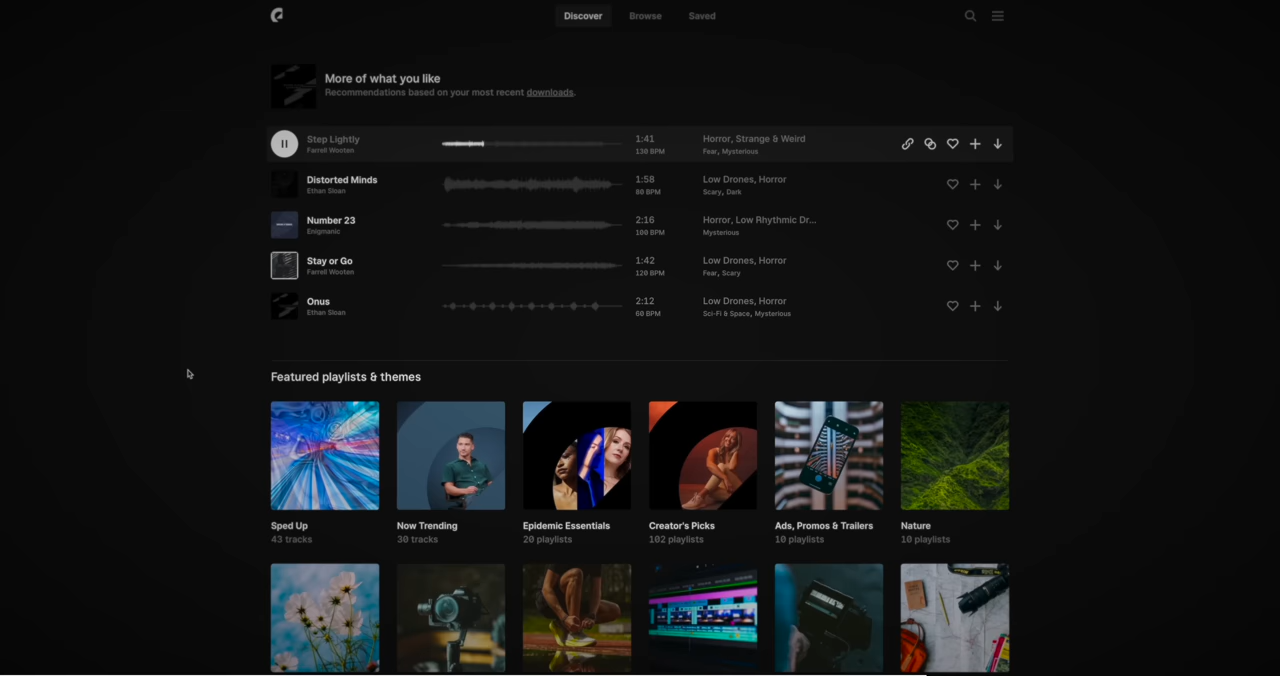 Discover Browse Saved
More of what you like
Recommendations based on your most recent downloads.
Step Lightly 1:41 Horror, Strange & Weird
Farrell Wooten 130 BPM Fear, Mysterious
Distorted Minds 1:58 Low Drones, Horror
Ethan Sloan 80 BPM Scary, Dark
Number 23 2:16 Horror, Low Rhythmic Dr...
Enigmanic 100 BPM Mysterious
Stay or Go 1:42 Low Drones, Horror
Farrell Wooten 120 BPM Fear, Scary
Onus 2:12 Low Drones, Horror
Ethan Sloan 60 BPM Sci-Fi & Space, Mysterious
Featured playlists & themes
Sped Up Now Trending Epidemic Essentials Creator's Picks Ads, Promos & Trailers Nature
43 tracks 30 tracks 20 playlists 102 playlists 10 playlists 10 playlists